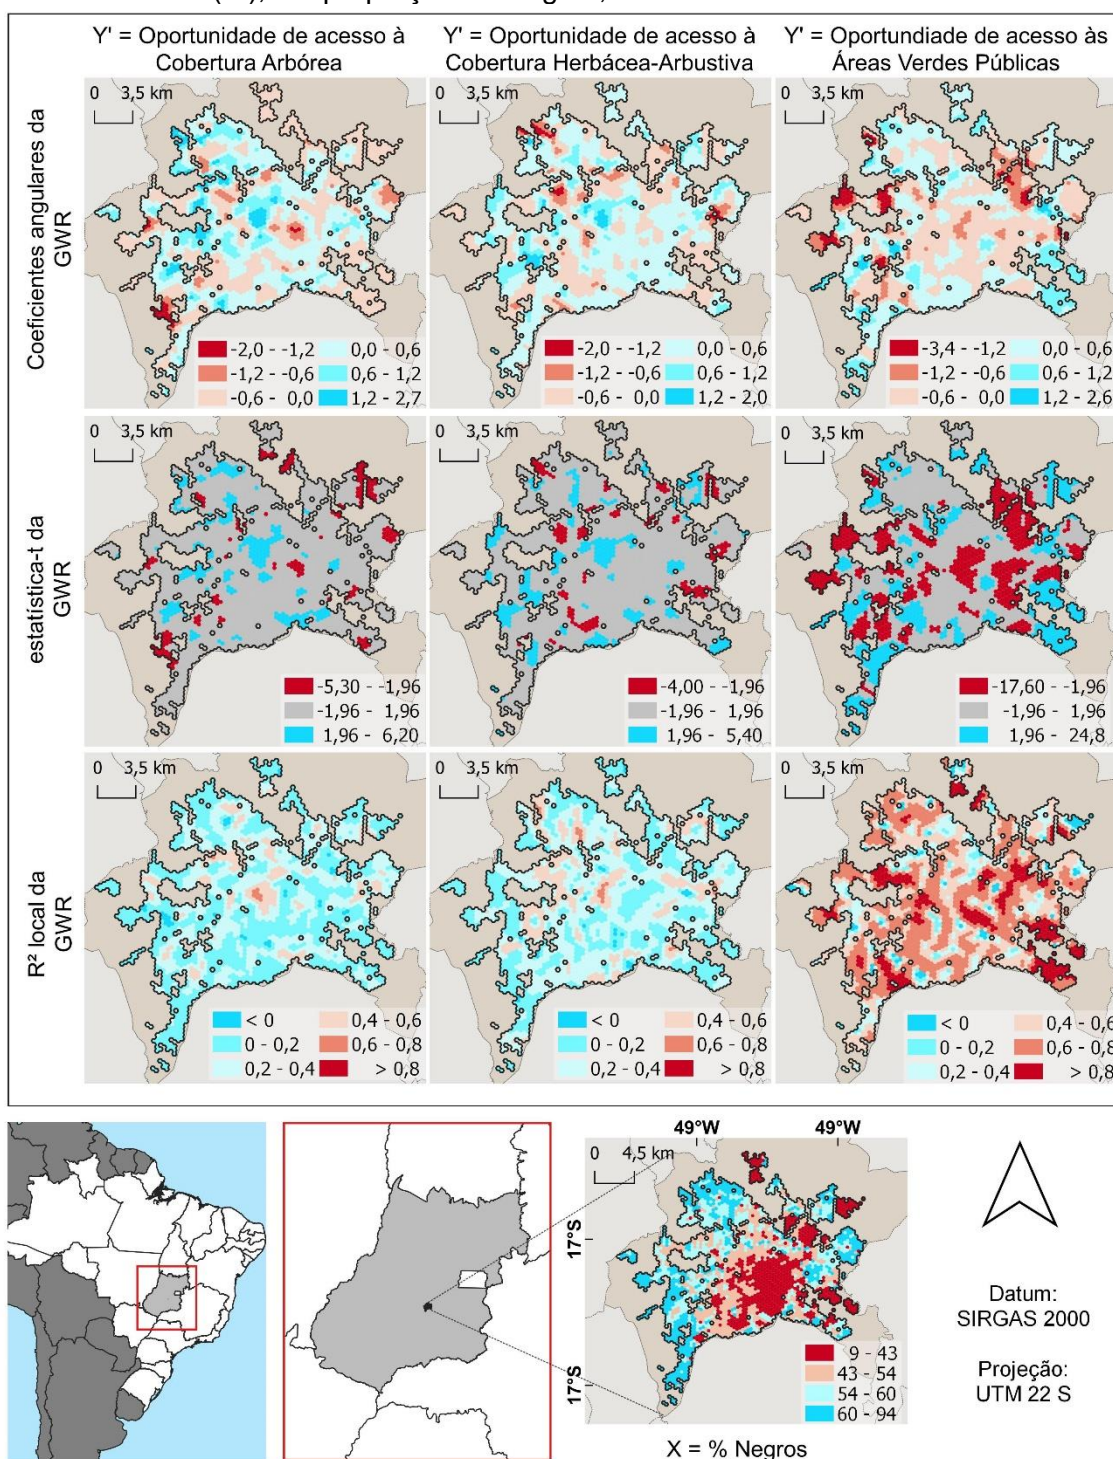 Y' = Oportunidade de acesso à
Cobertura Arbórea
Y' = Oportunidade de acesso à
Cobertura Herbácea-Arbustiva
Y' = Oportundiade de acesso às
Áreas Verdes Públicas
Coeficientes angulares da
GWR
0 3,5 km
-2,0 - -1,2
-1,2 - -0,6
-0,6 - 0,0
0,0 - 0,6
0,6 - 1,2
1,2 - 2,7
0 3,5 km
-2,0 - -1,2
-1,2 - -0,6
-0,6 - 0,0
0,0 - 0,6
0,6 - 1,2
1,2 - 2,0
0 3,5 km
-3,4 - -1,2
-1,2 - -0,6
-0,6 - 0,0
0,0 - 0,6
0,6 - 1,2
1,2 - 2,6
estatística-t da
GWR
0 3,5 km
-5,30 - -1,96
-1,96 - 1,96
1,96 - 6,20
0 3,5 km
-4,00 - -1,96
-1,96 - 1,96
1,96 - 5,40
0 3,5 km
-17,60 - -1,96
-1,96 - 1,96
1,96 - 24,8
R² local da
GWR
0 3,5 km
< 0
0 - 0,2
0,2 - 0,4
0,4 - 0,6
0,6 - 0,8
> 0,8
0 3,5 km
< 0
0 - 0,2
0,2 - 0,4
0,4 - 0,6
0,6 - 0,8
> 0,8
0 3,5 km
< 0
0 - 0,2
0,2 - 0,4
0,4 - 0,6
0,6 - 0,8
> 0,8
49°W 49°W
0 4,5 km
17°S
17°S
9 - 43
43 - 54
54 - 60
60 - 94
X = % Negros
Datum:
SIRGAS 2000
Projeção:
UTM 22 S